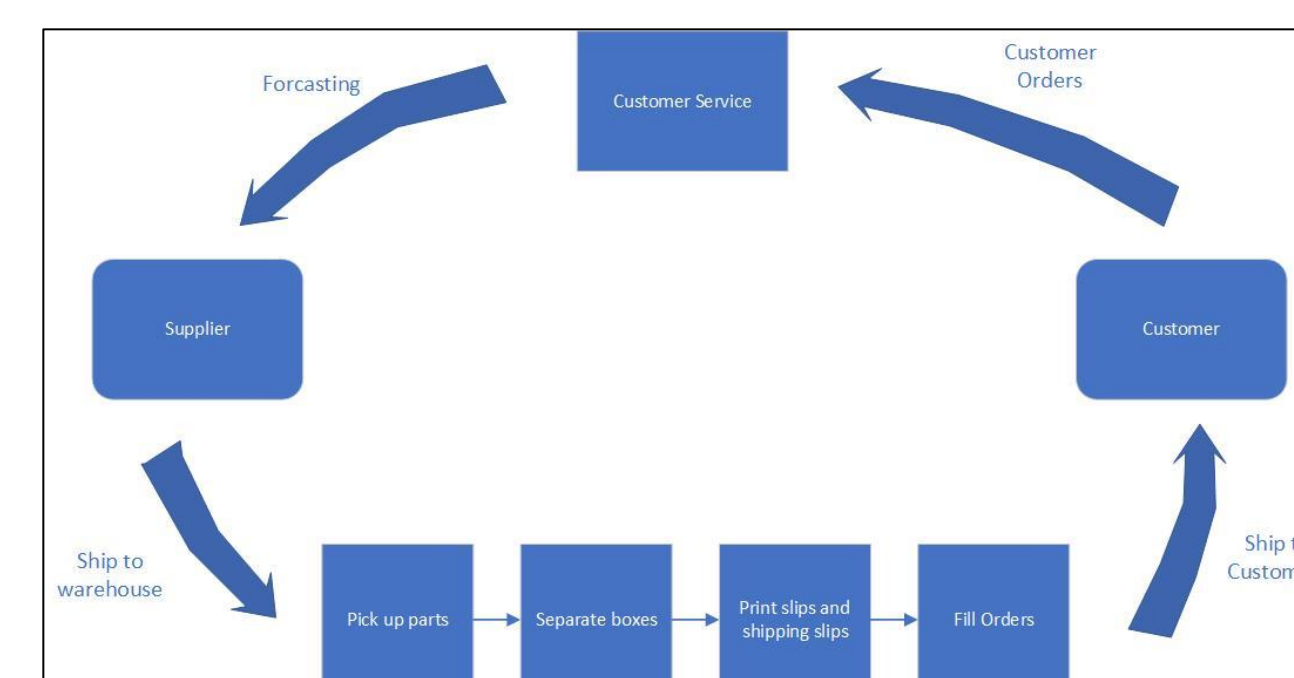 Customer
Orders
Forcasting
Customer Service
Supplier
Customer
Ship to
warehouse
Ship
Pick up parts
Separate boxes
Print slips and
shipping slips
Fill Orders